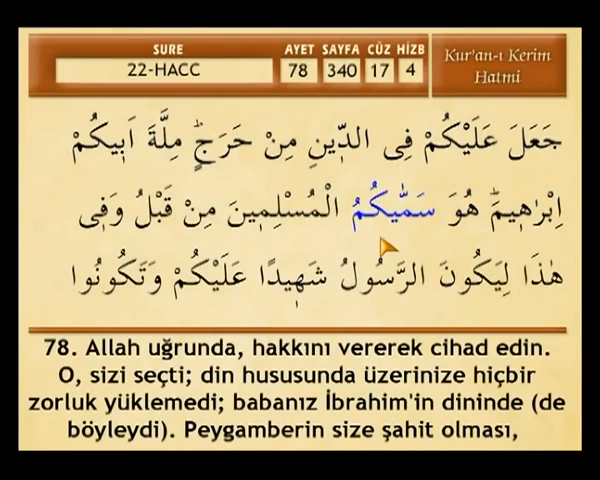 SURE AYET SAYFA CÜZ HİZB
22-HACC 78 340 17 4
Kur'an-ı Kerim
Hatmi
جَعَلَ عَلَيْكُمْ فِى الدّ۪ينِ مِنْ حَرَجٍۜ مِلَّةَ اَب۪يكُمْ
اِبْرٰه۪يمَۜ هُوَ سَمّٰيكُمُ الْمُسْلِم۪ينَ مِنْ قَبْلُ وَف۪ى
هٰذَا لِيَكُونَ الرَّسُولُ شَه۪يدًا عَلَيْكُمْ وَتَكُونُوا
78. Allah uğrunda, hakkını vererek cihad edin.
O, sizi seçti; din hususunda üzerinize hiçbir
zorluk yüklemedi; babanız İbrahim'in dininde (de
böyleydi). Peygamberin size şahit olması,